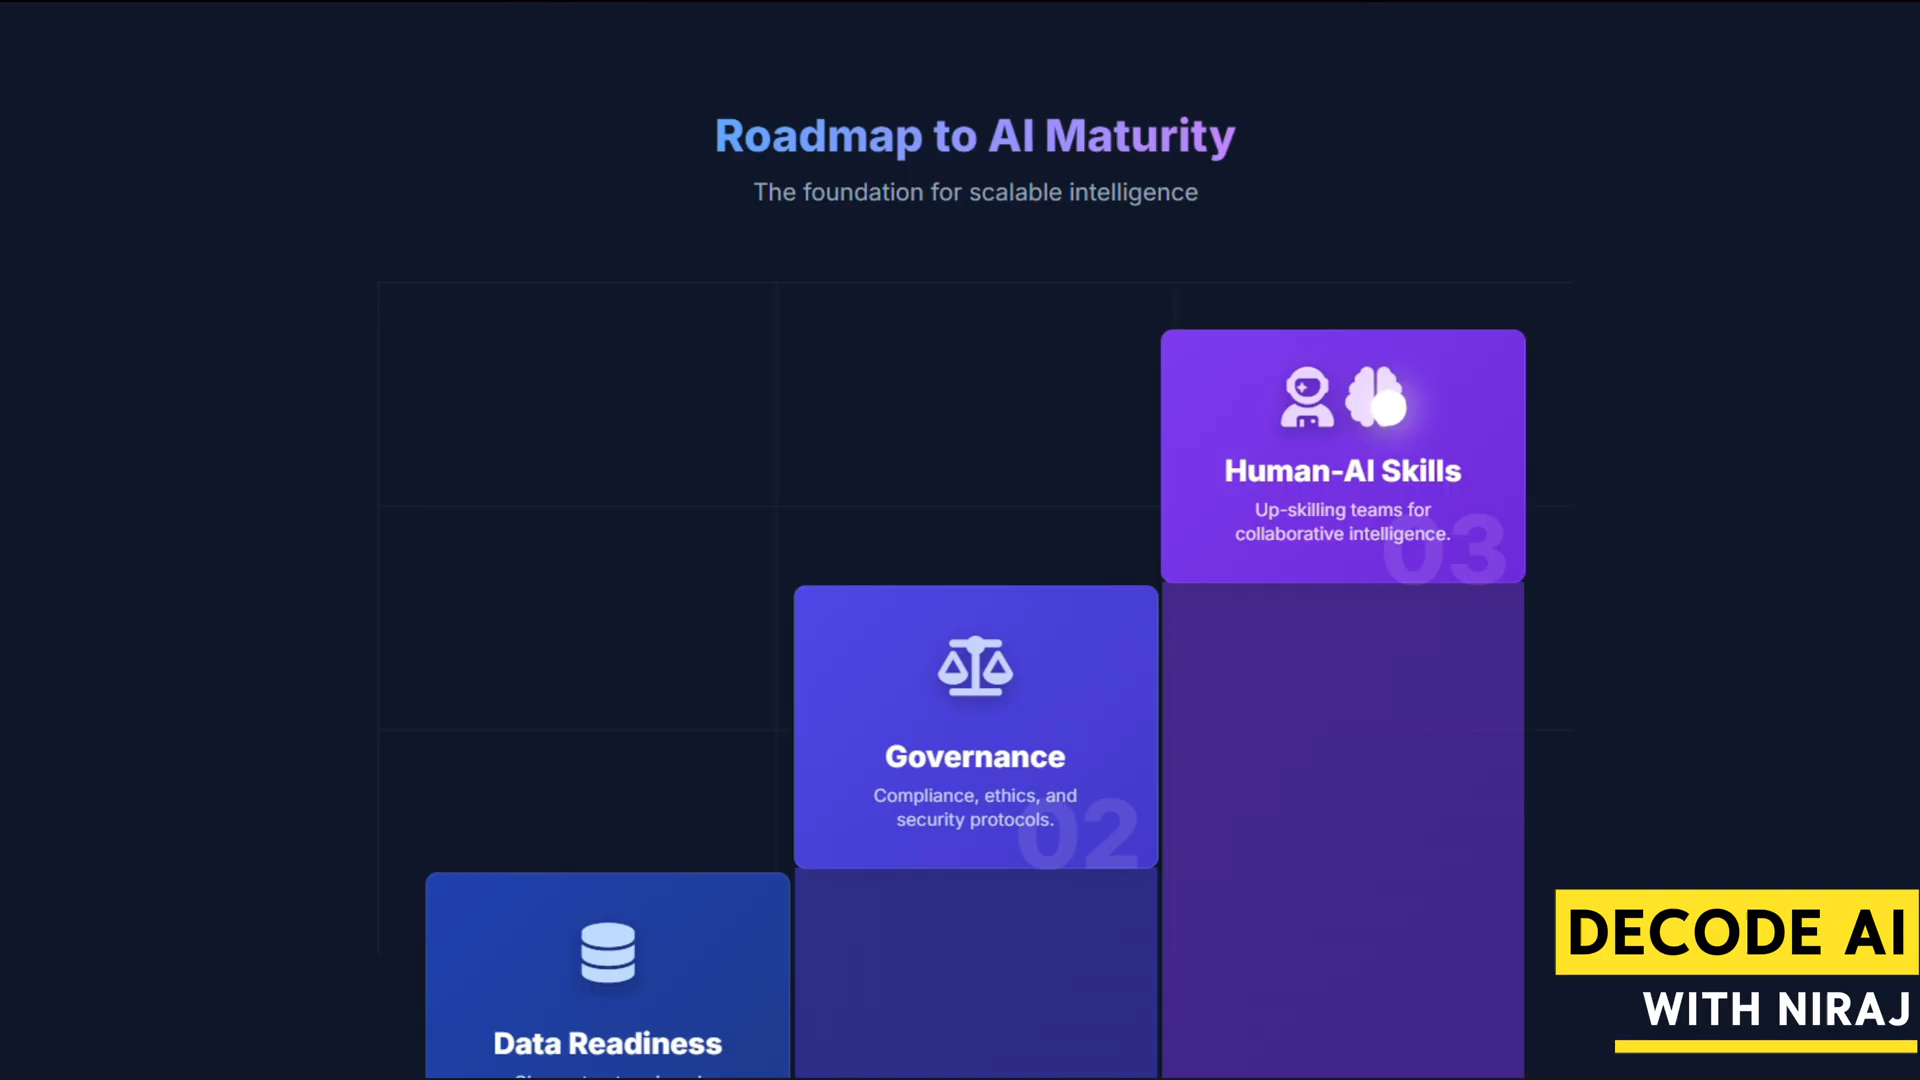 Roadmap to AI Maturity
The foundation for scalable intelligence
Human-AI Skills
Up-skilling teams for
collaborative intelligence.
03
Governance
Compliance, ethics, and
security protocols.
02
Data Readiness
DECODE AI
WITH NIRAJ